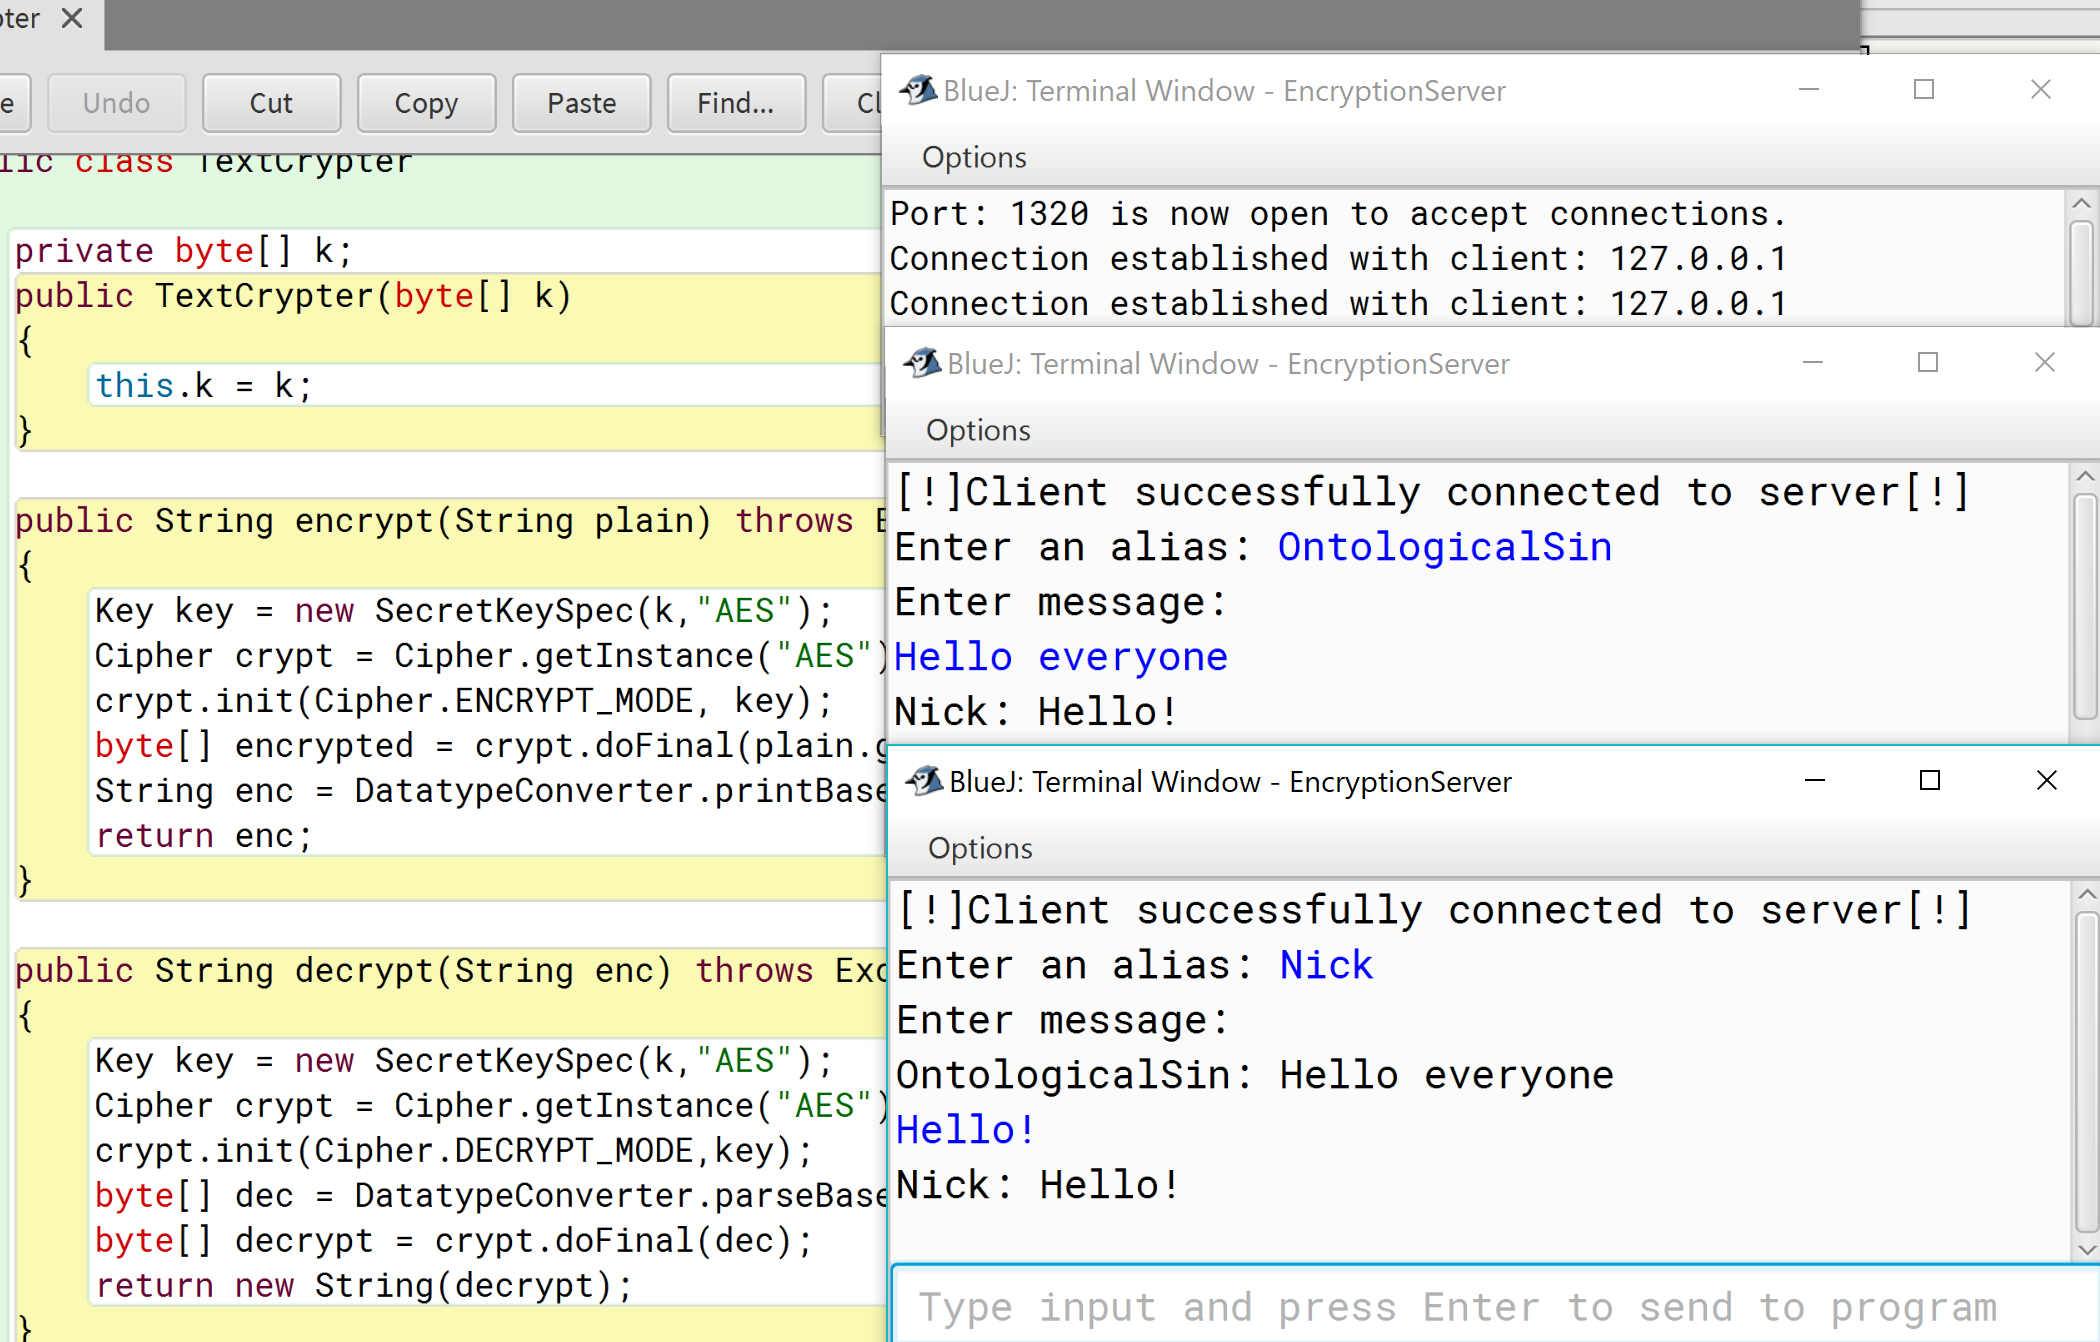 Undo Cut Copy Paste Find...
class TextCrypter
private byte[] k;
public TextCrypter(byte[] k)
{
this.k = k;
}
public String encrypt(String plain) throws
{
Key key = new SecretKeySpec(k,"AES");
Cipher crypt = Cipher.getInstance("AES")
crypt.init(Cipher.ENCRYPT_MODE, key);
byte[] encrypted = crypt.doFinal(plain.g
String enc = DatatypeConverter.printBase
return enc;
}
public String decrypt(String enc) throws Exc
{
Key key = new SecretKeySpec(k,"AES");
Cipher crypt = Cipher.getInstance("AES")
crypt.init(Cipher.DECRYPT_MODE,key);
byte[] dec = DatatypeConverter.parseBase
byte[] decrypt = crypt.doFinal(dec);
return new String(decrypt);
}
BlueJ: Terminal Window - EncryptionServer
Options
Port: 1320 is now open to accept connections.
Connection established with client: 127.0.0.1
Connection established with client: 127.0.0.1
BlueJ: Terminal Window - EncryptionServer
Options
[!]Client successfully connected to server[!]
Enter an alias: OntologicalSin
Enter message:
Hello everyone
Nick: Hello!
BlueJ: Terminal Window - EncryptionServer
Options
[!]Client successfully connected to server[!]
Enter an alias: Nick
Enter message:
OntologicalSin: Hello everyone
Hello!
Nick: Hello!
Type input and press Enter to send to program